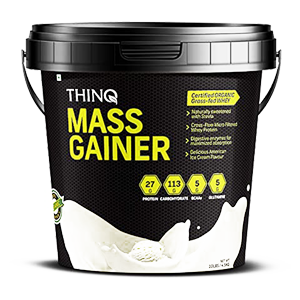 THINQ
MASS
GAINER
Certified ORGANIC
Grass-fed WHEY
Naturally sweetened
with Stevia
Cross-Flow Micro-filtered
Whey Protein
Digestive enzymes for
maximized absorption
Delicious American
Ice Cream Flavour
27 113 5 5
G G G G
PROTEIN CARBOHYDRATE BCAAs GLUTAMINE